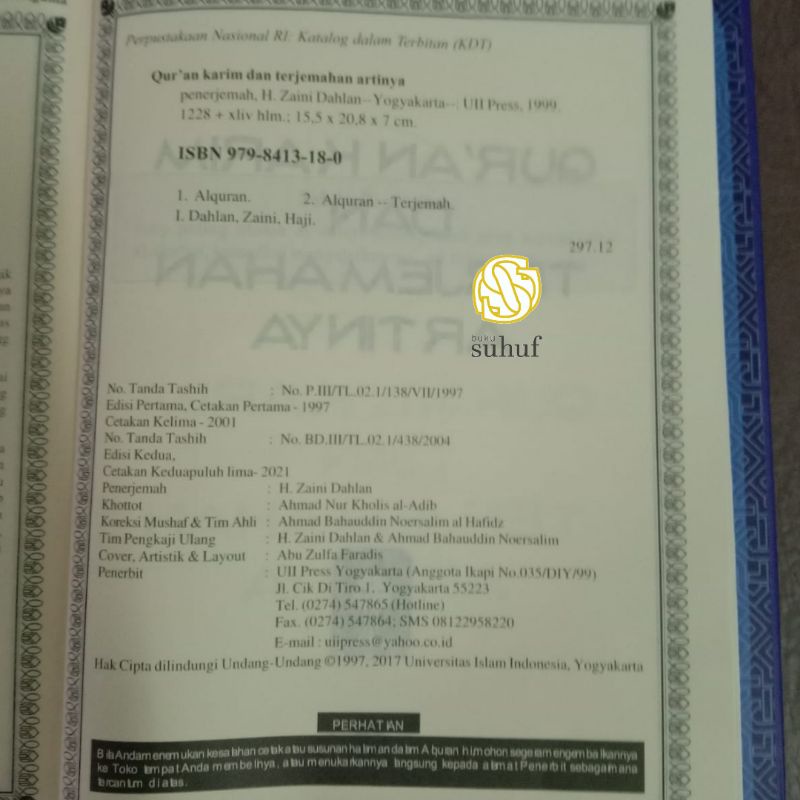 Perpustakaan Nasional RI: Katalog dalam Terbitan (KDT)
Qur'an karim dan terjemahan artinya
penerjemah, H. Zaini Dahlan--Yogyakarta--; UII Press, 1999
1228 + xliv hlm.; 15,5 x 20,8 x 7 cm.
ISBN 979-8413-18-0
1. Alquran. 2. Alquran -- Terjemah.
I. Dahlan, Zaini, Haji.
297.12
buku
suhuf
No. Tanda Tashih : No. P.III/TL.02.1/138/VII/1997
Edisi Pertama, Cetakan Pertama - 1997
Cetakan Kelima - 2001
No. Tanda Tashih : No. BD.III/TL.02.1/438/2004
Edisi Kedua,
Cetakan Keduapuluh lima- 2021
Penerjemah : H. Zaini Dahlan
Khottot : Ahmad Nur Kholis al-Adib
Koreksi Mushaf & Tim Ahli : Ahmad Bahauddin Noersalim al Hafidz
Tim Pengkaji Ulang : H. Zaini Dahlan & Ahmad Bahauddin Noersalim
Cover, Artistik & Layout : Abu Zulfa Faradis
Penerbit : UII Press Yogyakarta (Anggota Ikapi No.035/DIY/99)
Jl. Cik Di Tiro 1, Yogyakarta 55223
Tel. (0274) 547865 (Hotline)
Fax. (0274) 547864; SMS 08122958220
E-mail : uiipress@yahoo.co.id
Hak Cipta dilindungi Undang-Undang ©1997, 2017 Universitas Islam Indonesia, Yogyakarta
PERHATIAN
Bila Anda menemukan kesalahan cetak atau susunan halaman dalam Alquran himohon segera mengembalikannya
ke Toko tempat Anda membelinya, atau menukarkannya langsung kepada alamat Penerbit sebagaimana
tercantum diatas.